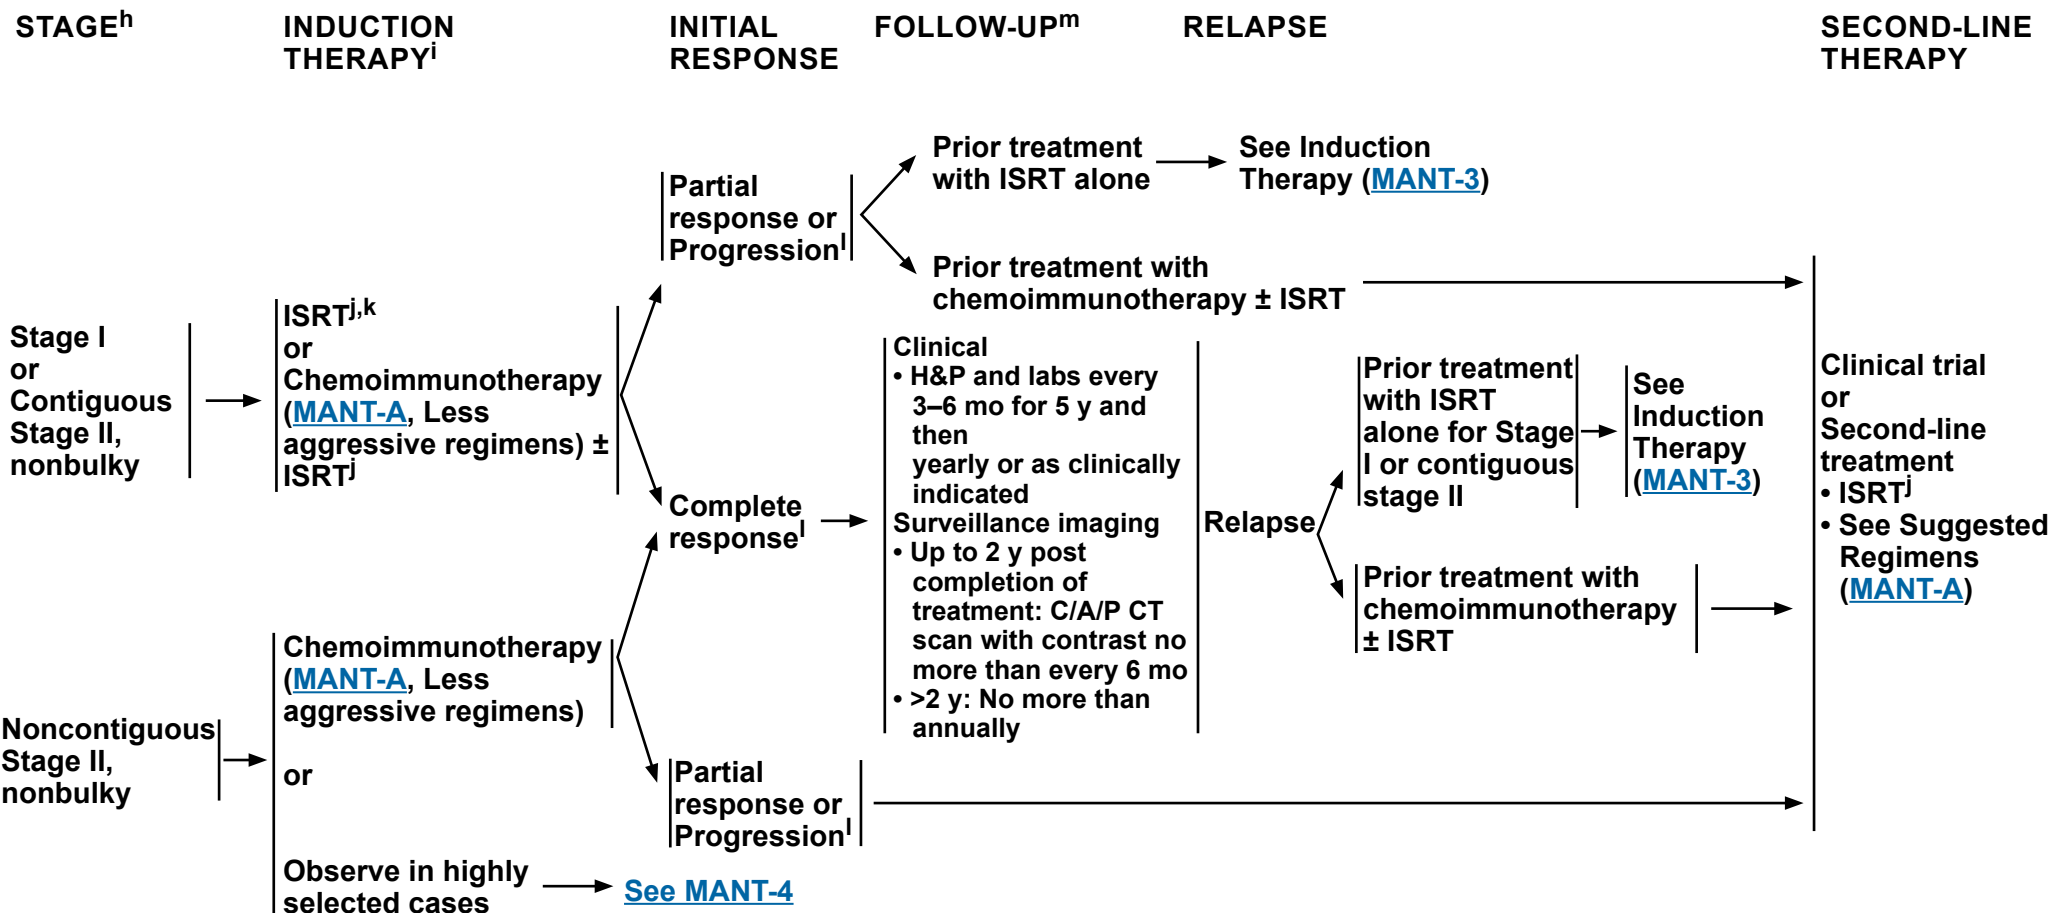 STAGEh
INDUCTION
THERAPYi
INITIAL
RESPONSE
FOLLOW-UPm
RELAPSE
SECOND-LINE
THERAPY
Stage I
or
Contiguous
Stage II,
nonbulky
ISRTj,k
or
Chemoimmunotherapy
(MANT-A, Less
aggressive regimens) ±
ISRTj
Partial
response or
Progressionl
Prior treatment
with ISRT alone
See Induction
Therapy (MANT-3)
Prior treatment with
chemoimmunotherapy ± ISRT
Complete
responsel
Clinical
• H&P and labs every
3–6 mo for 5 y and
then
yearly or as clinically
indicated
Surveillance imaging
• Up to 2 y post
completion of
treatment: C/A/P CT
scan with contrast no
more than every 6 mo
• >2 y: No more than
annually
Relapse
Prior treatment
with ISRT
alone for Stage
I or contiguous
stage II
See
Induction
Therapy
(MANT-3)
Prior treatment with
chemoimmunotherapy
± ISRT
Clinical trial
or
Second-line
treatment
• ISRTj
• See Suggested
Regimens
(MANT-A)
Noncontiguous
Stage II,
nonbulky
Chemoimmunotherapy
(MANT-A, Less
aggressive regimens)
or
Observe in highly
selected cases
See MANT-4
Partial
response or
Progressionl